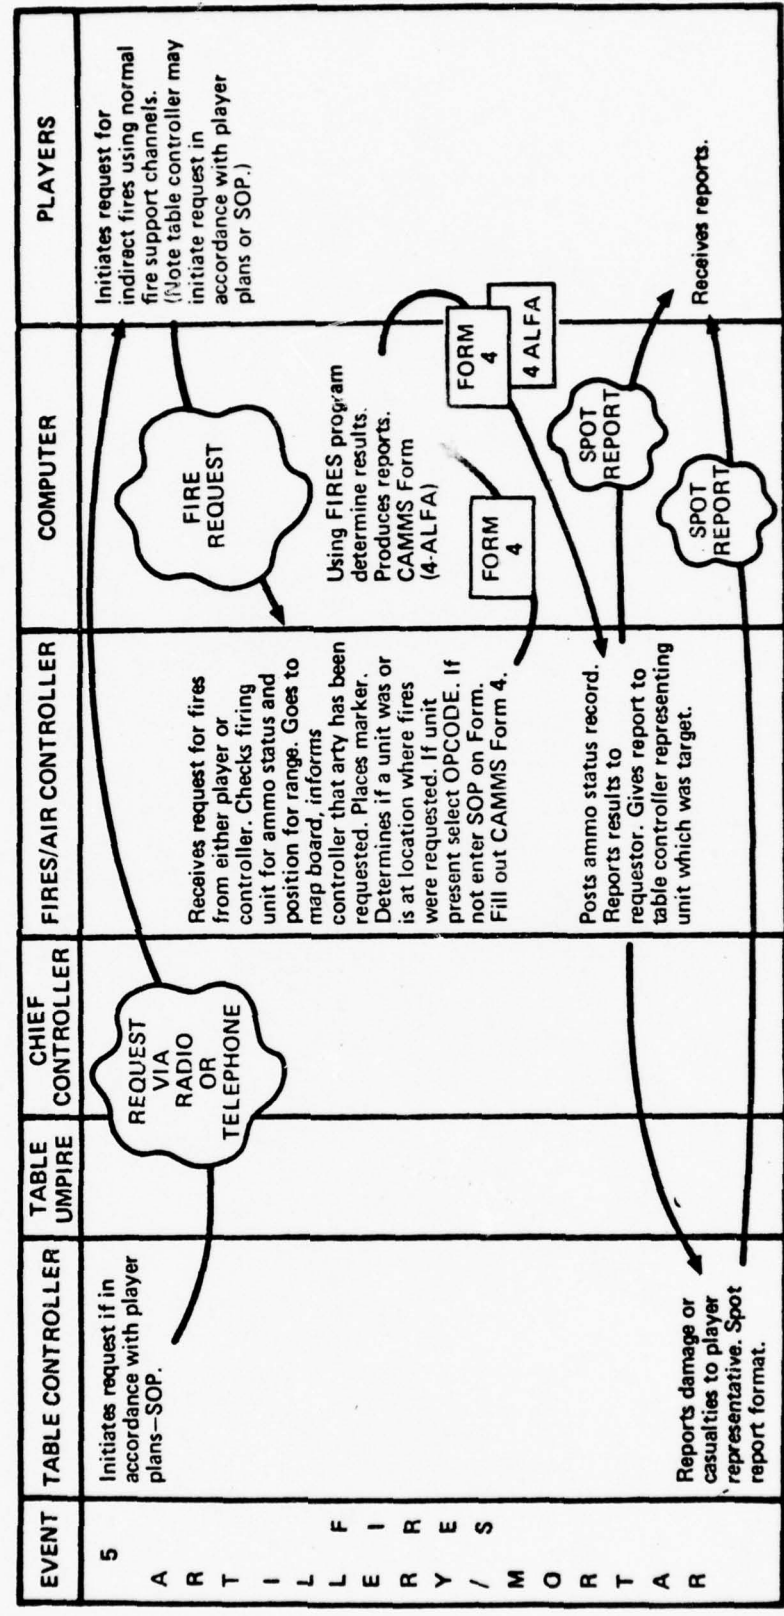 EVENT
TABLE CONTROLLER
TABLE
UMPIRE
CHIEF
CONTROLLER
FIRES/AIR CONTROLLER
COMPUTER
PLAYERS
5
ARTILLERY/MORTAR
FIRES
Initiates request if in
accordance with player
plans—SOP.
REQUEST
VIA
RADIO
OR
TELEPHONE
Initiates request for
indirect fires using normal
fire support channels.
(Note table controller may
initiate request in
accordance with player
plans or SOP.)
FIRE
REQUEST
Receives request for fires
from either player or
controller. Checks firing
unit for ammo status and
position for range. Goes to
map board, informs
controller that arty has been
requested. Places marker.
Determines if a unit was or
is at location where fires
were requested. If unit
present select OPCODE. If
not enter SOP on Form.
Fill out CAMMS Form 4.
Using FIRES program
determine results.
Produces reports.
CAMMS Form
(4-ALFA)
FORM
4
FORM
4
4 ALFA
Posts ammo status record.
Reports results to
requestor. Gives report to
table controller representing
unit which was target.
SPOT
REPORT
Reports damage or
casualties to player
representative. Spot
report format.
SPOT
REPORT
Receives reports.